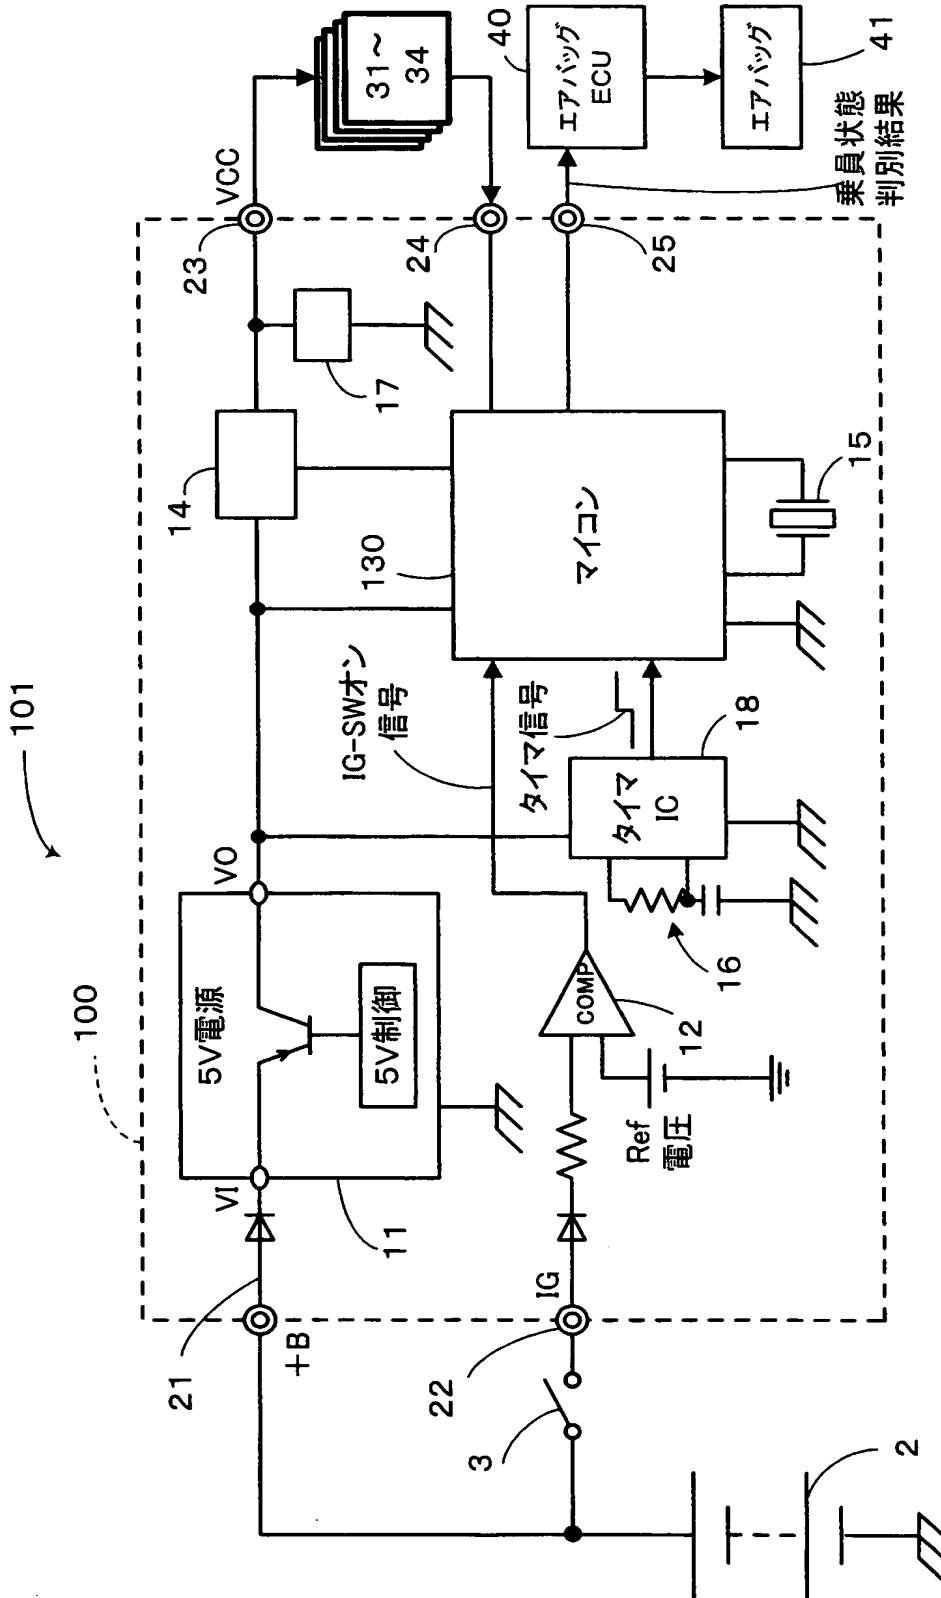 101
100
21
+B
VI
11
5V電源
5V制御
VO
14
17
23
VCC
31～
34
24
25
40
エアバッグ
ECU
エアバッグ
41
乗員状態
判別結果
130
マイコン
15
IG-SWオン
信号
タイマ信号
タイマ
IC
18
16
COMP
12
Ref
電圧
IG
22
3
2